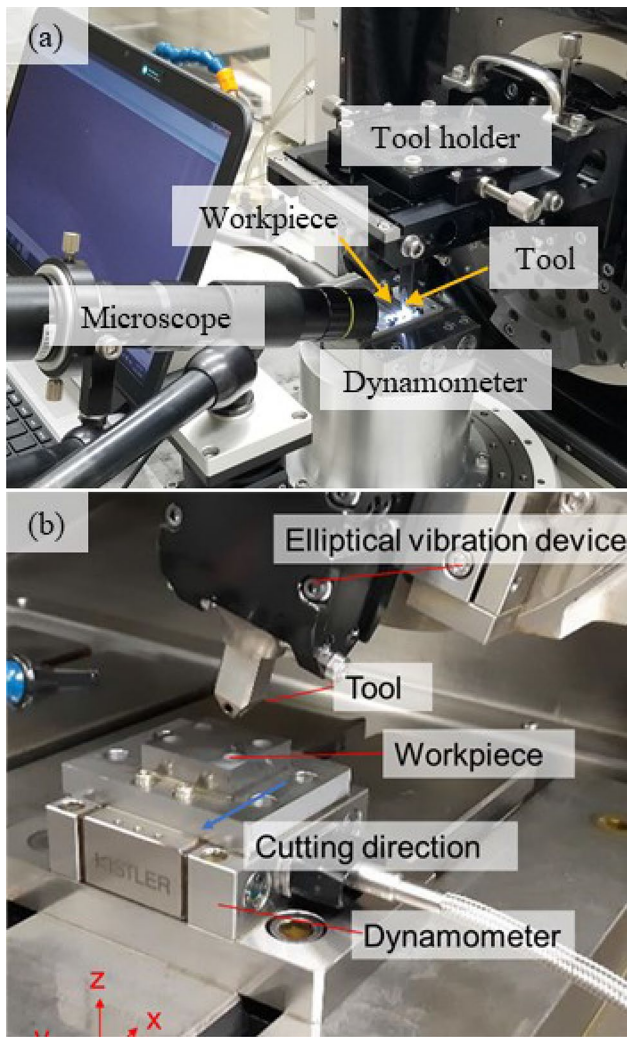 (a)
Tool holder
Workpiece
Tool
Microscope
Dynamometer
(b)
Elliptical vibration device
Tool
Workpiece
Cutting direction
KISTLER
Dynamometer
z
x